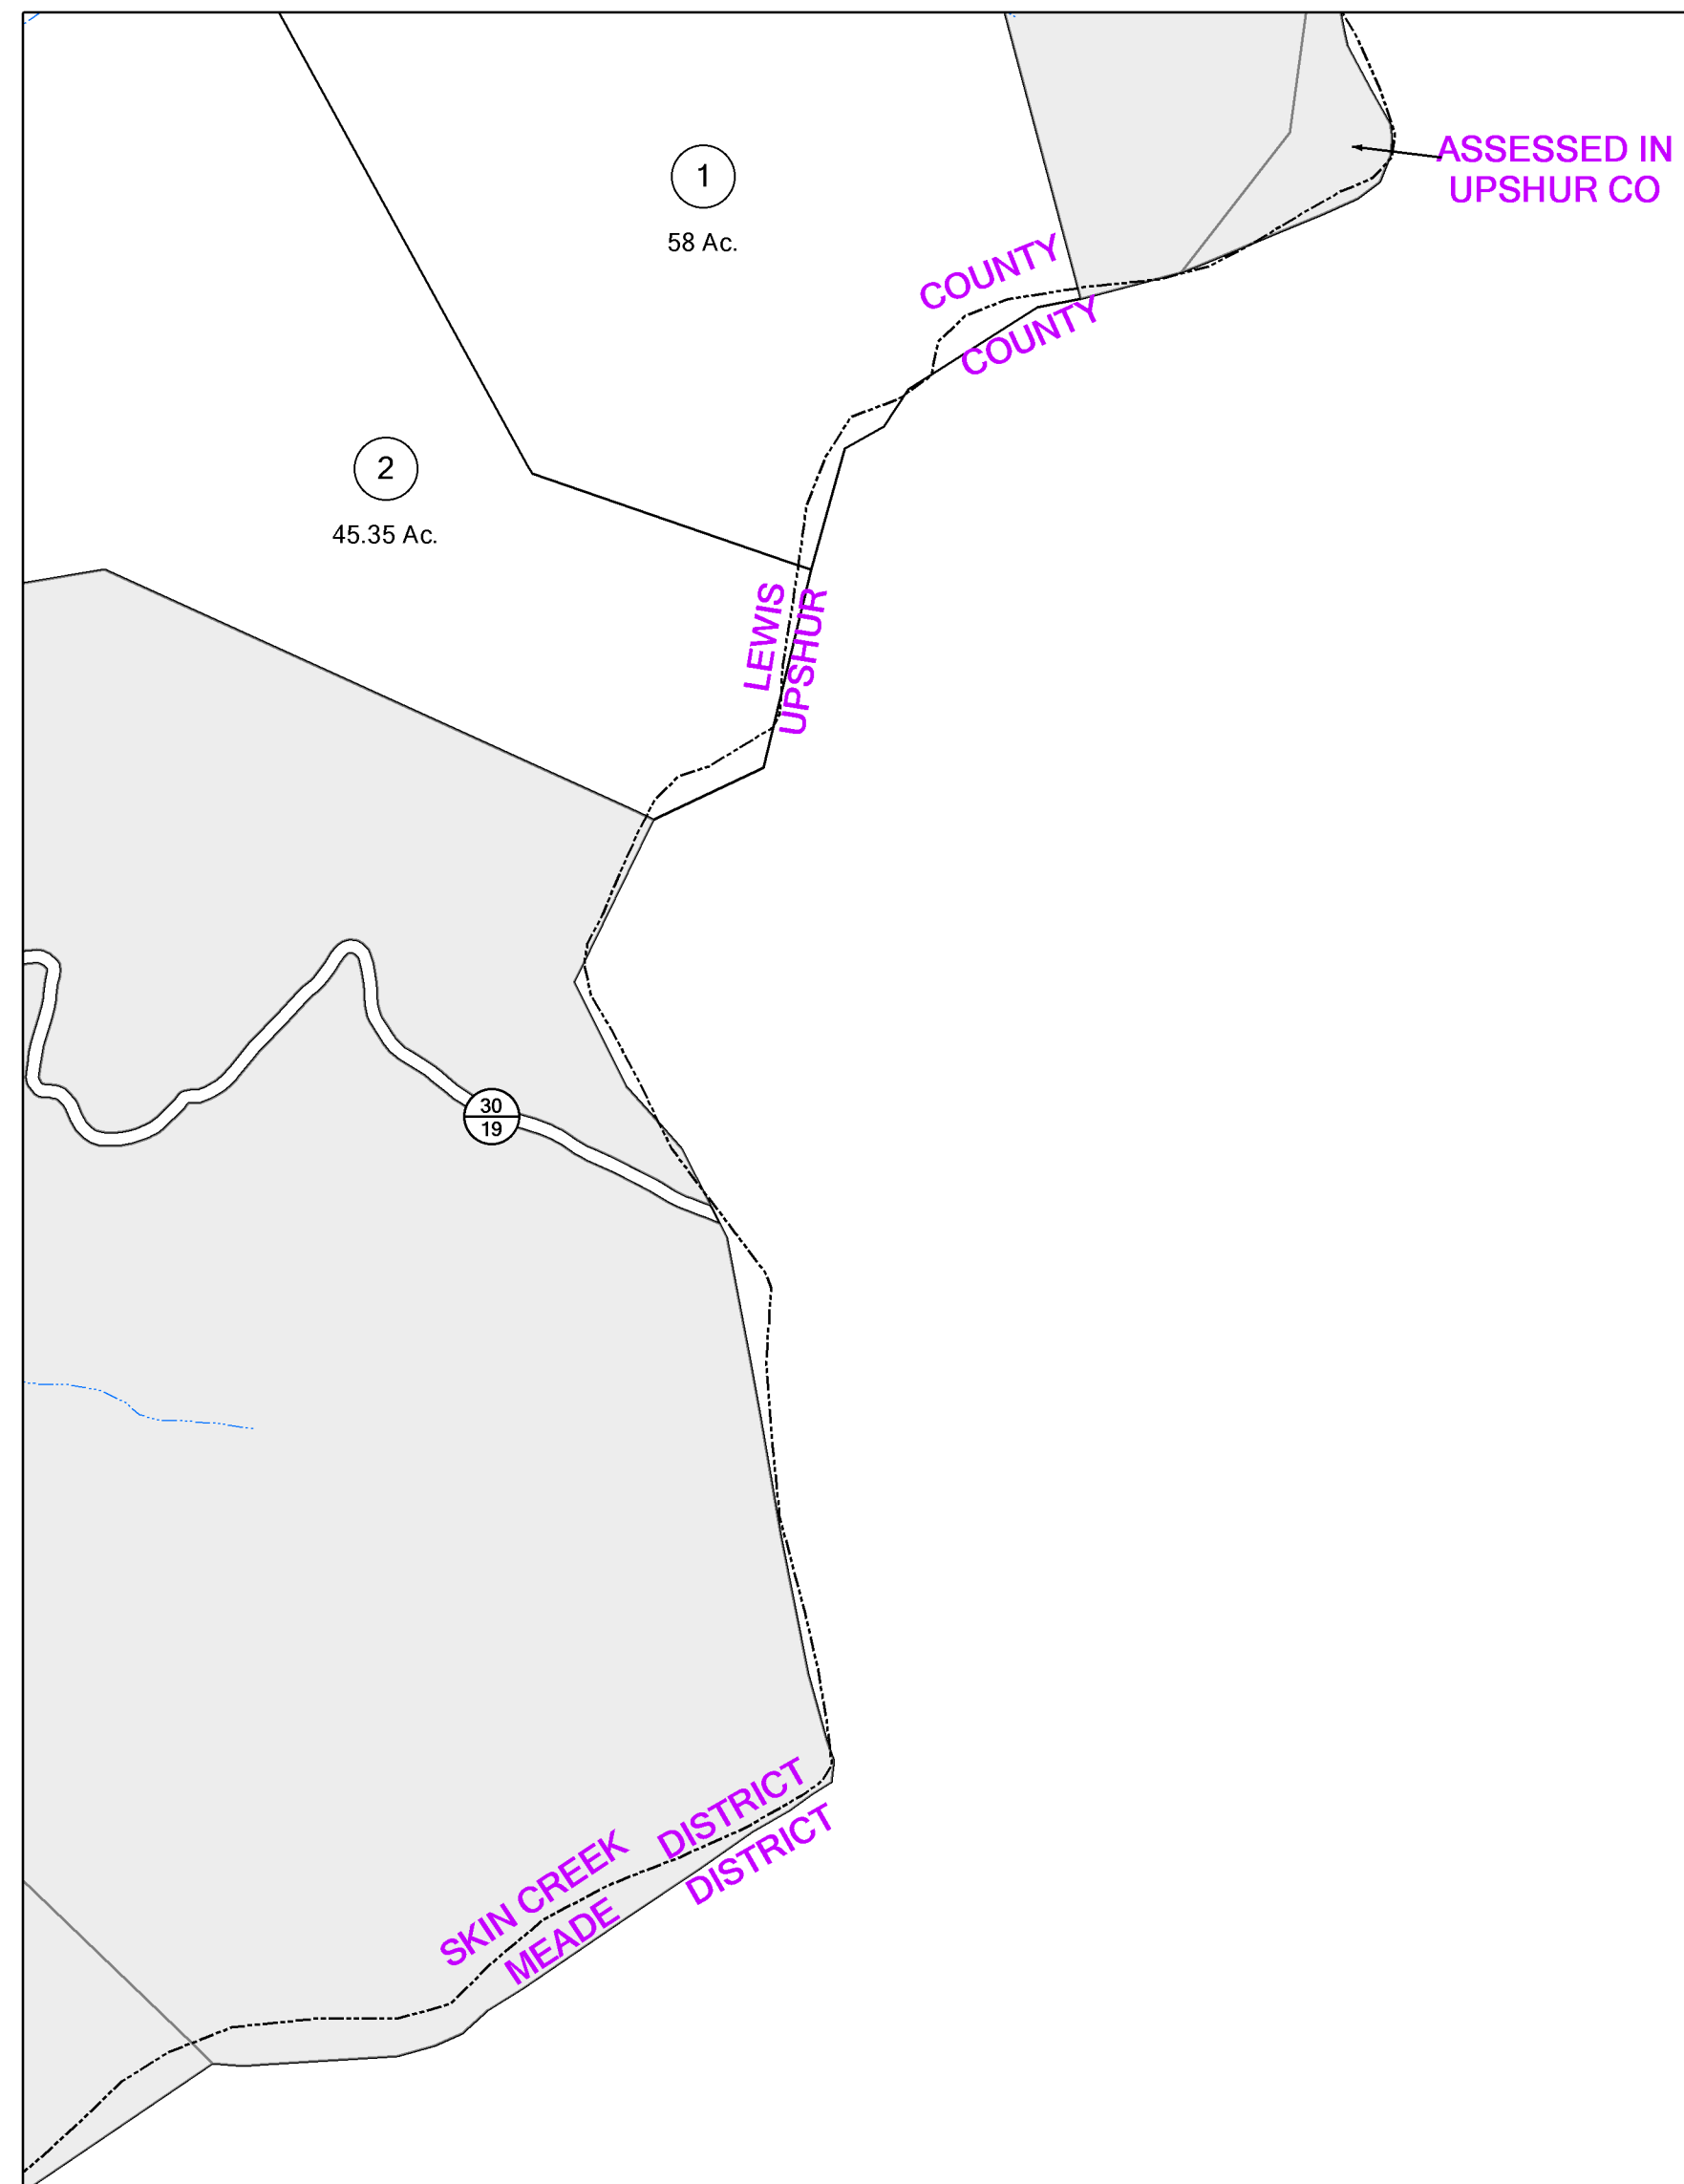 ASSESSED IN
UPSHUR CO
1
58 Ac.
COUNTY
COUNTY
2
45.35 Ac.
LEWIS
UPSHUR
30
19
SKIN CREEK DISTRICT
MEADE DISTRICT